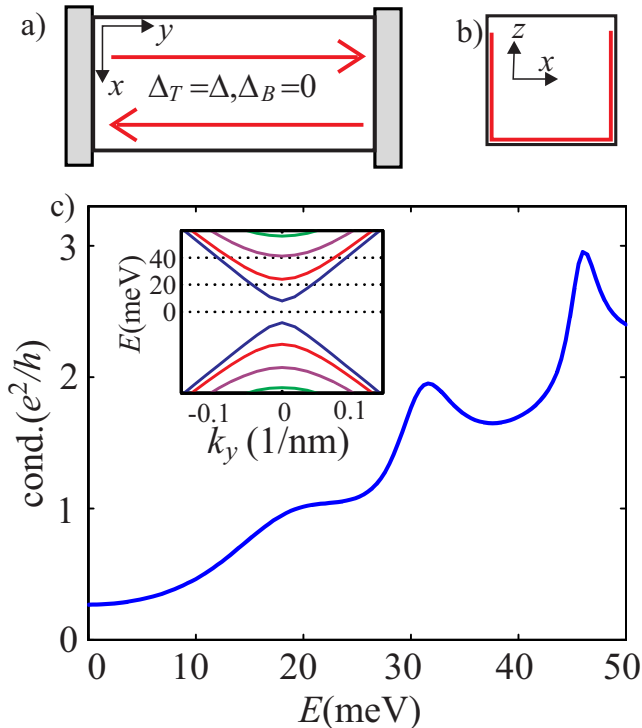 a)
y
x
Δ_T =Δ,Δ_B =0
b)
z
x
c)
cond.(e²/h)
3
2
1
0
E(meV)
40
20
0
-0.1
0
0.1
k_y (1/nm)
0
10
20
30
40
50
E(meV)